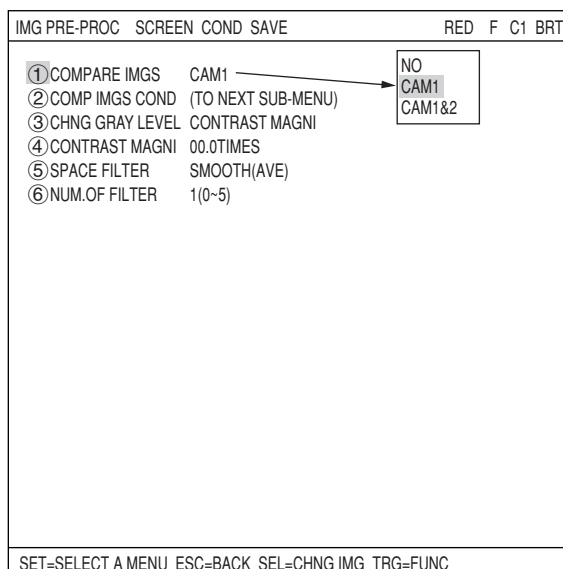 IMG PRE-PROC SCREEN COND SAVE RED F C1 BRT
①COMPARE IMGS CAM1
②COMP IMGS COND (TO NEXT SUB-MENU)
③CHNG GRAY LEVEL CONTRAST MAGNI
④CONTRAST MAGNI 00.0TIMES
⑤SPACE FILTER SMOOTH(AVE)
⑥NUM.OF FILTER 1(0~5)
NO
CAM1
CAM1&2
SET=SELECT A MENU ESC=BACK SEL=CHNG IMG TRG=FUNC